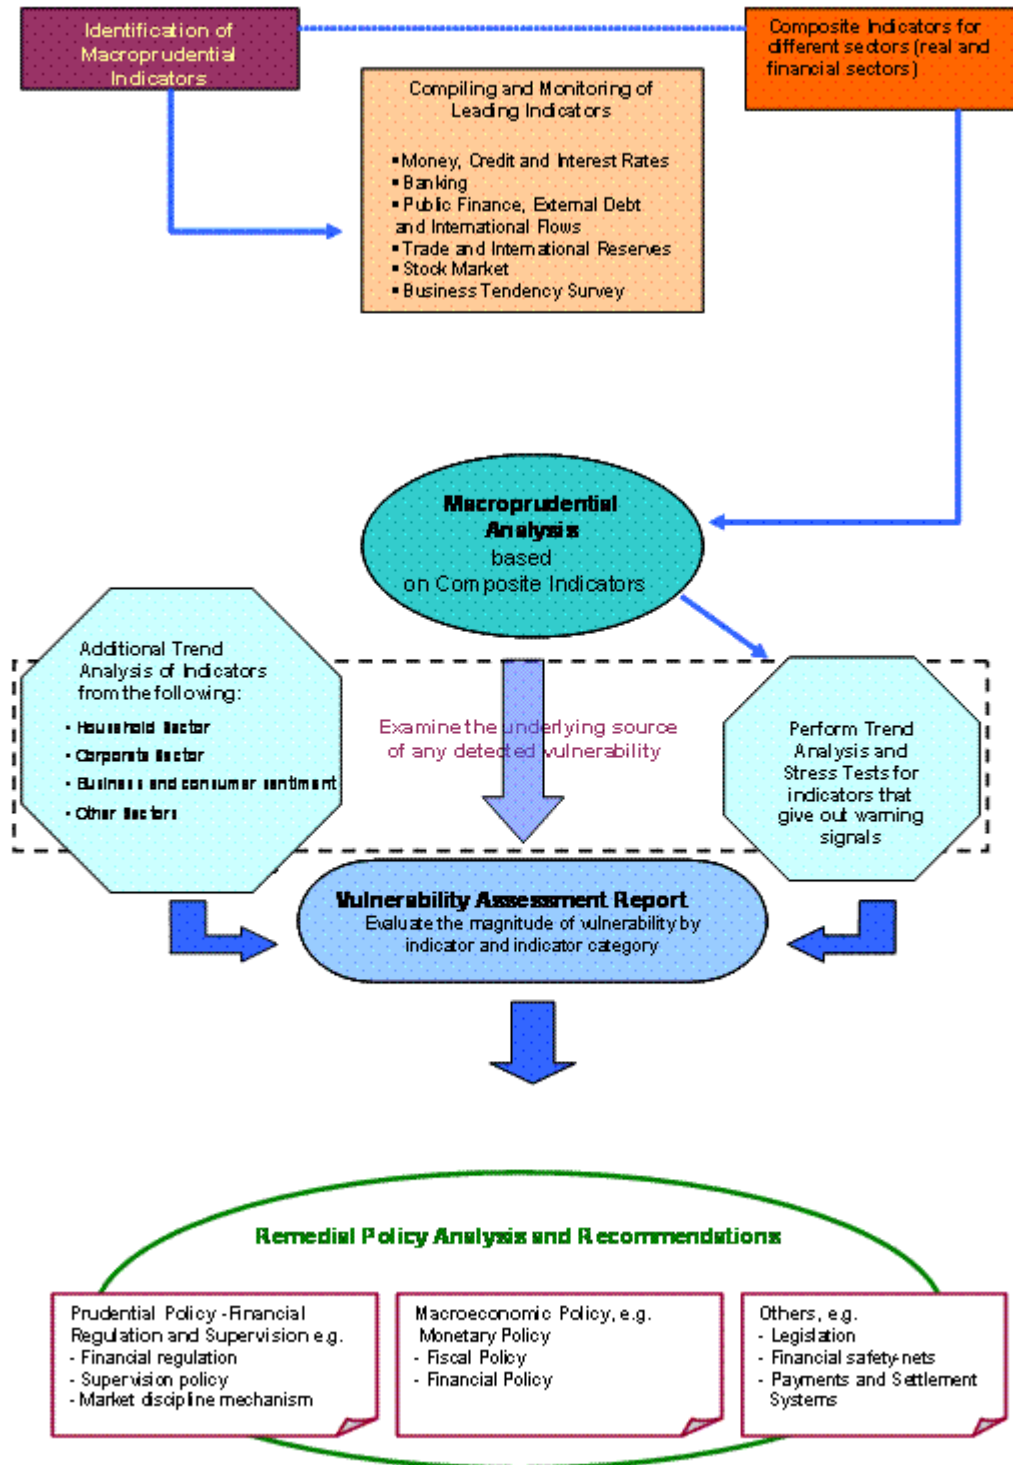 Identification of
Macroprudential
Indicators
Composite Indicators for
different sectors (real and
financial sectors)
Compiling and Monitoring of
Leading Indicators
▪Money, Credit and Interest Rates
▪Banking
▪Public Finance, External Debt
and International Flows
▪Trade and International Reserves
▪Stock Market
▪Business Tendency Survey
Macroprudential
Analysis
based
on Composite Indicators
Additional Trend
Analysis of Indicators
from the following:
• Household Sector
• Corporate Sector
• Business and consumer sentiment
• Other Sectors
Examine the underlying source
of any detected vulnerability
Perform Trend
Analysis and
Stress Tests for
indicators that
give out warning
signals
Vulnerability Assessment Report
Evaluate the magnitude of vulnerability by
indicator and indicator category
Remedial Policy Analysis and Recommendations
Prudential Policy -Financial
Regulation and Supervision e.g.
- Financial regulation
- Supervision policy
- Market discipline mechanism
Macroeconomic Policy, e.g.
Monetary Policy
- Fiscal Policy
- Financial Policy
Others, e.g.
- Legislation
- Financial safety-nets
- Payments and Settlement
Systems